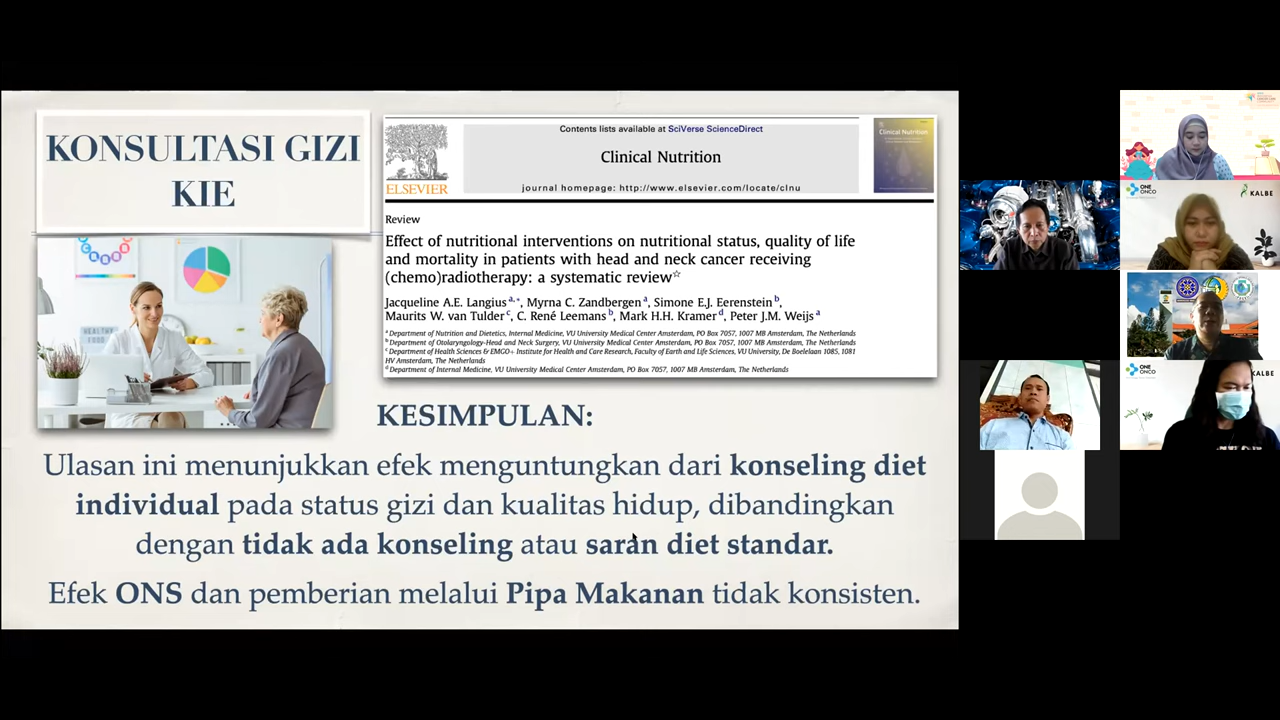 KONSULTASI GIZI
KIE
ELSEVIER
Contents lists available at SciVerse ScienceDirect
Clinical Nutrition
journal homepage: http://www.elsevier.com/locate/clnu
Clinical Nutrition
Review
Effect of nutritional interventions on nutritional status, quality of life
and mortality in patients with head and neck cancer receiving
(chemo)radiotherapy: a systematic review☆
Jacqueline A.E. Langius a,*, Myrna C. Zandbergen a, Simone E.J. Eerenstein b,
Maurits W. van Tulder c, C. René Leemans b, Mark H.H. Kramer d, Peter J.M. Weijs a
a Department of Nutrition and Dietetics, Internal Medicine, VU University Medical Center Amsterdam, PO Box 7057, 1007 MB Amsterdam, The Netherlands
b Department of Otolaryngology-Head and Neck Surgery, VU University Medical Center Amsterdam, PO Box 7057, 1007 MB Amsterdam, The Netherlands
c Department of Health Sciences & EMGO+ Institute for Health and Care Research, Faculty of Earth and Life Sciences, VU University, De Boelelaan 1085, 1081
HV Amsterdam, The Netherlands
d Department of Internal Medicine, VU University Medical Center Amsterdam, PO Box 7057, 1007 MB Amsterdam, The Netherlands
HEALTHY
FOOD
KESIMPULAN:
Ulasan ini menunjukkan efek menguntungkan dari konseling diet
individual pada status gizi dan kualitas hidup, dibandingkan
dengan tidak ada konseling atau saran diet standar.
Efek ONS dan pemberian melalui Pipa Makanan tidak konsisten.
ONE
ONCO
KALBE
ONE
ONCO
KALBE